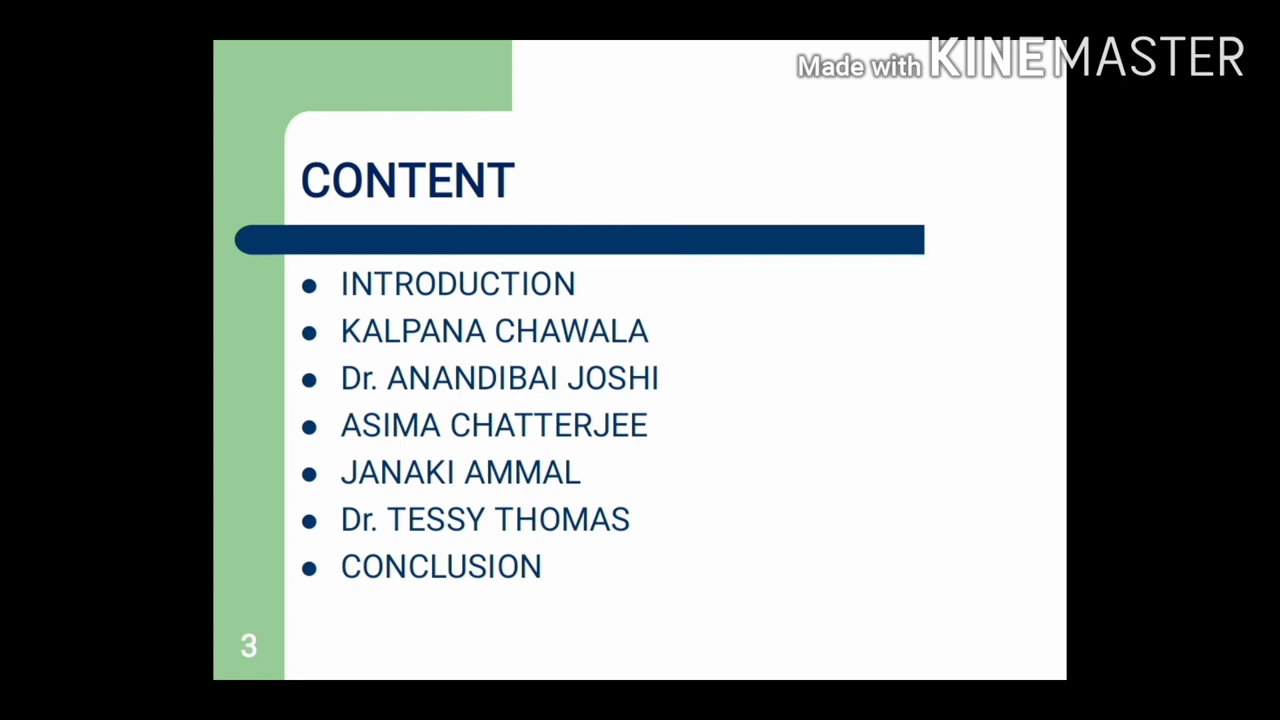 Made with KINEMASTER
CONTENT
INTRODUCTION
KALPANA CHAWALA
Dr. ANANDIBAI JOSHI
ASIMA CHATTERJEE
JANAKI AMMAL
Dr. TESSY THOMAS
CONCLUSION
3